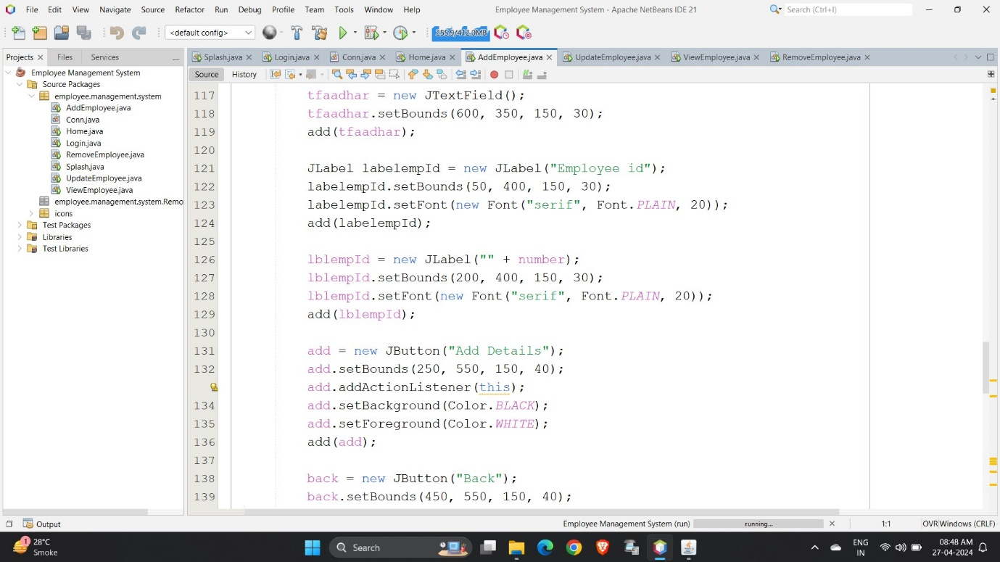 File Edit View Navigate Source Refactor Run Debug Profile Team Tools Window Help Employee Management System - Apache NetBeans IDE 21 Search (Ctrl+I)
<default config> 255.9/412.0MB
Projects Files Services
Splash.java Login.java Conn.java Home.java AddEmployee.java UpdateEmployee.java ViewEmployee.java RemoveEmployee.java
Source History
Employee Management System
Source Packages
employee.management.system
AddEmployee.java
Conn.java
Home.java
Login.java
RemoveEmployee.java
Splash.java
UpdateEmployee.java
ViewEmployee.java
employee.management.system.Remo
icons
Test Packages
Libraries
Test Libraries
117 tfaadhar = new JTextField();
118 tfaadhar.setBounds(600, 350, 150, 30);
119 add(tfaadhar);
120
121 JLabel labelempId = new JLabel("Employee id");
122 labelempId.setBounds(50, 400, 150, 30);
123 labelempId.setFont(new Font("serif", Font.PLAIN, 20));
124 add(labelempId);
125
126 lblempId = new JLabel("" + number);
127 lblempId.setBounds(200, 400, 150, 30);
128 lblempId.setFont(new Font("serif", Font.PLAIN, 20));
129 add(lblempId);
130
131 add = new JButton("Add Details");
132 add.setBounds(250, 550, 150, 40);
add.addActionListener(this);
134 add.setBackground(Color.BLACK);
135 add.setForeground(Color.WHITE);
136 add(add);
137
138 back = new JButton("Back");
139 back.setBounds(450, 550, 150, 40);
Output Employee Management System (run) running... 1:1 OVR Windows (CRLF)
1 28°C
Smoke
Search
ENG
IN
08:48 AM
27-04-2024